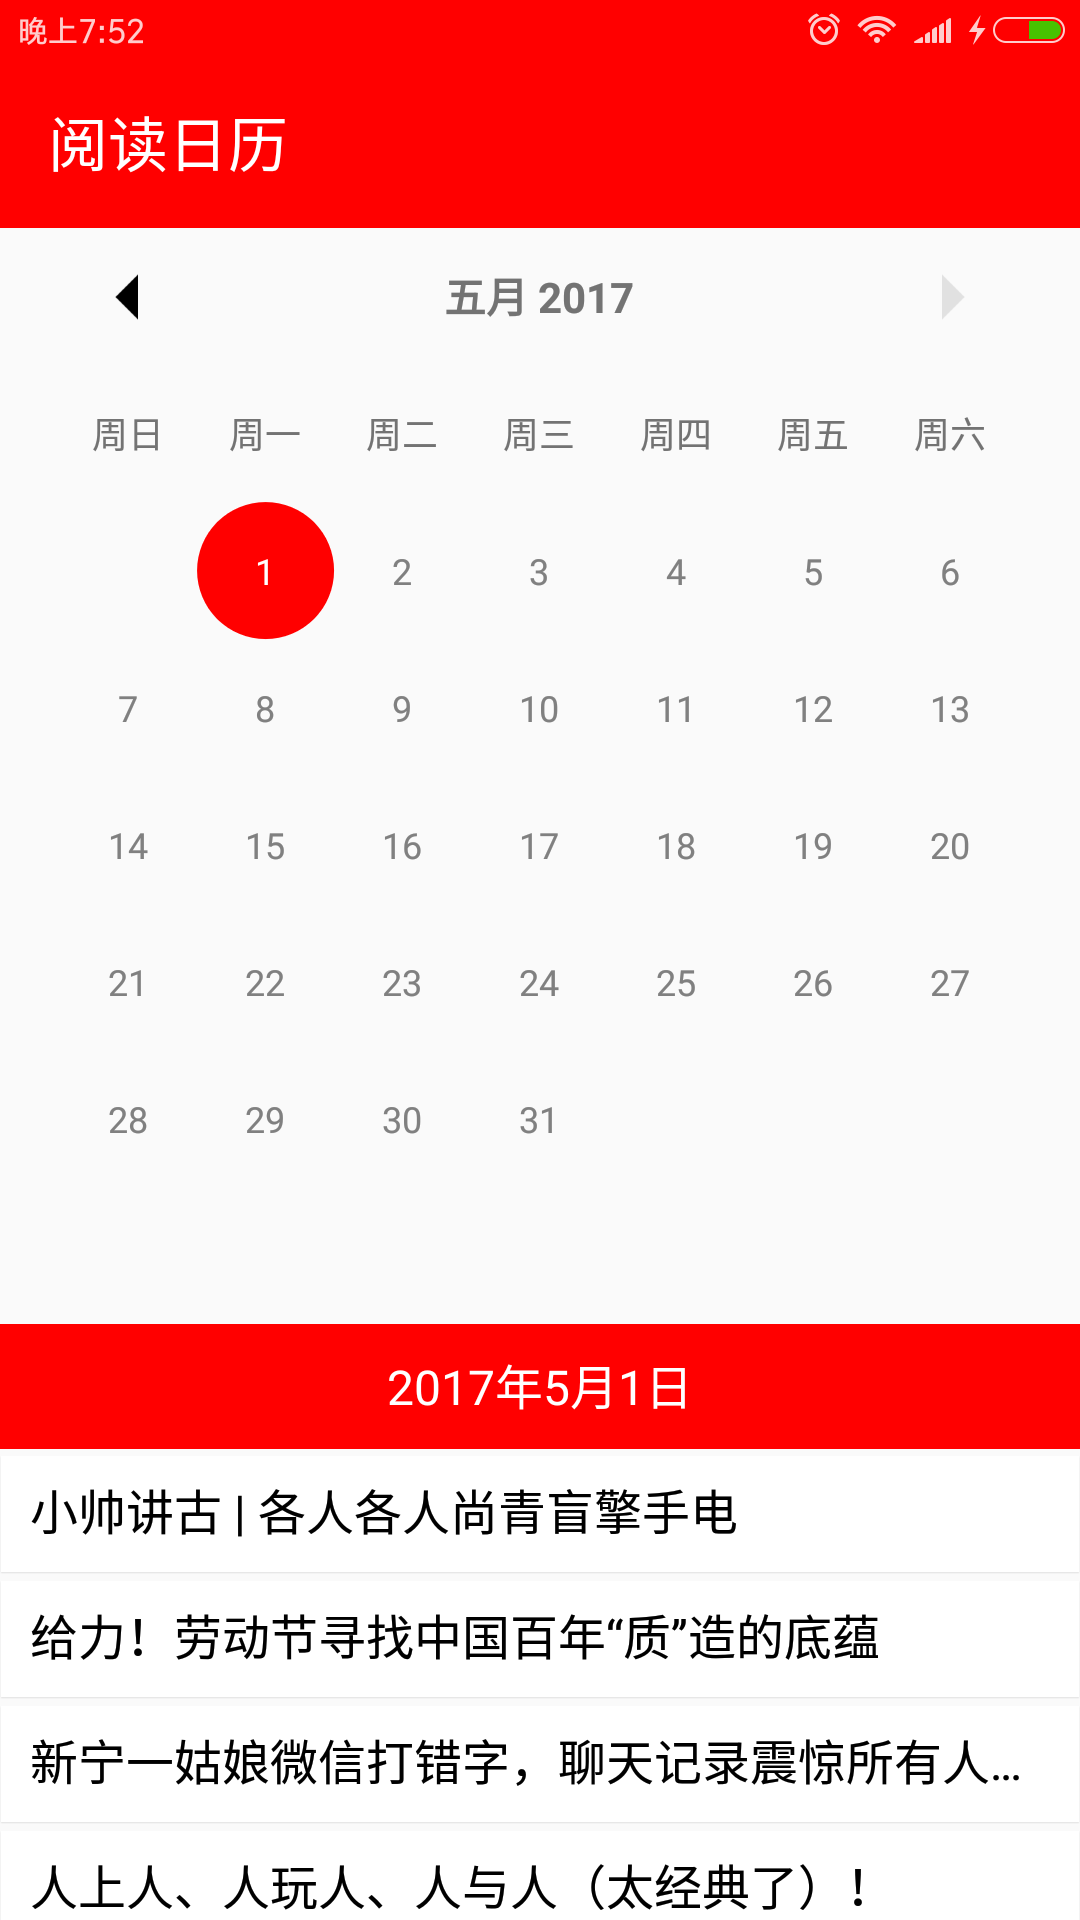 晚上7:52
阅读日历
五月 2017
周日 周一 周二 周三 周四 周五 周六
1 2 3 4 5 6
7 8 9 10 11 12 13
14 15 16 17 18 19 20
21 22 23 24 25 26 27
28 29 30 31
2017年5月1日
小帅讲古 | 各人各人尚青盲擎手电
给力！劳动节寻找中国百年“质”造的底蕴
新宁一姑娘微信打错字，聊天记录震惊所有人...
人上人、人玩人、人与人（太经典了）！